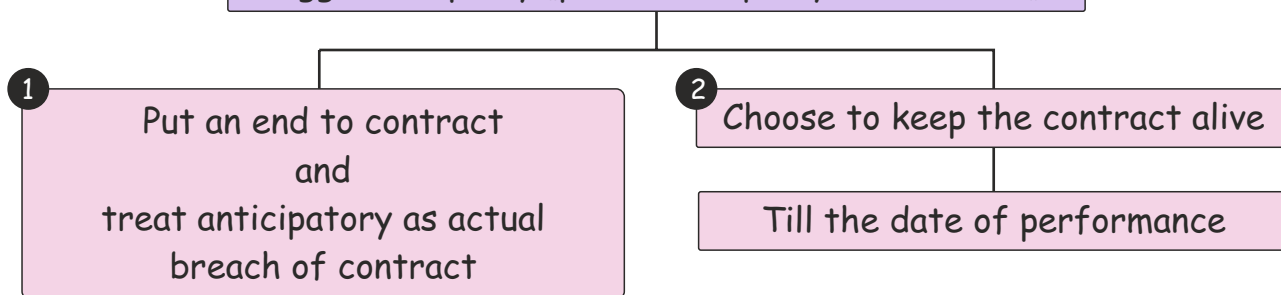 1
Put an end to contract
and
treat anticipatory as actual
breach of contract
2
Choose to keep the contract alive
Till the date of performance